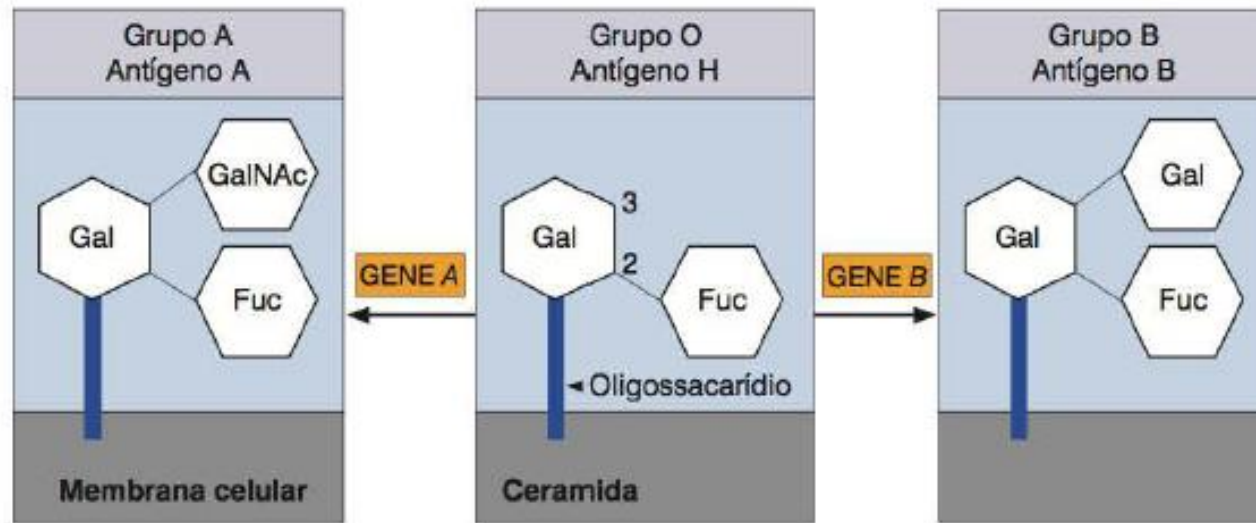 Grupo A
Antígeno A
GalNAc
Gal
Fuc
Membrana celular
GENE A
Grupo O
Antígeno H
3
Gal
2
Fuc
Oligossacarídio
Ceramida
GENE B
Grupo B
Antígeno B
Gal
Gal
Fuc